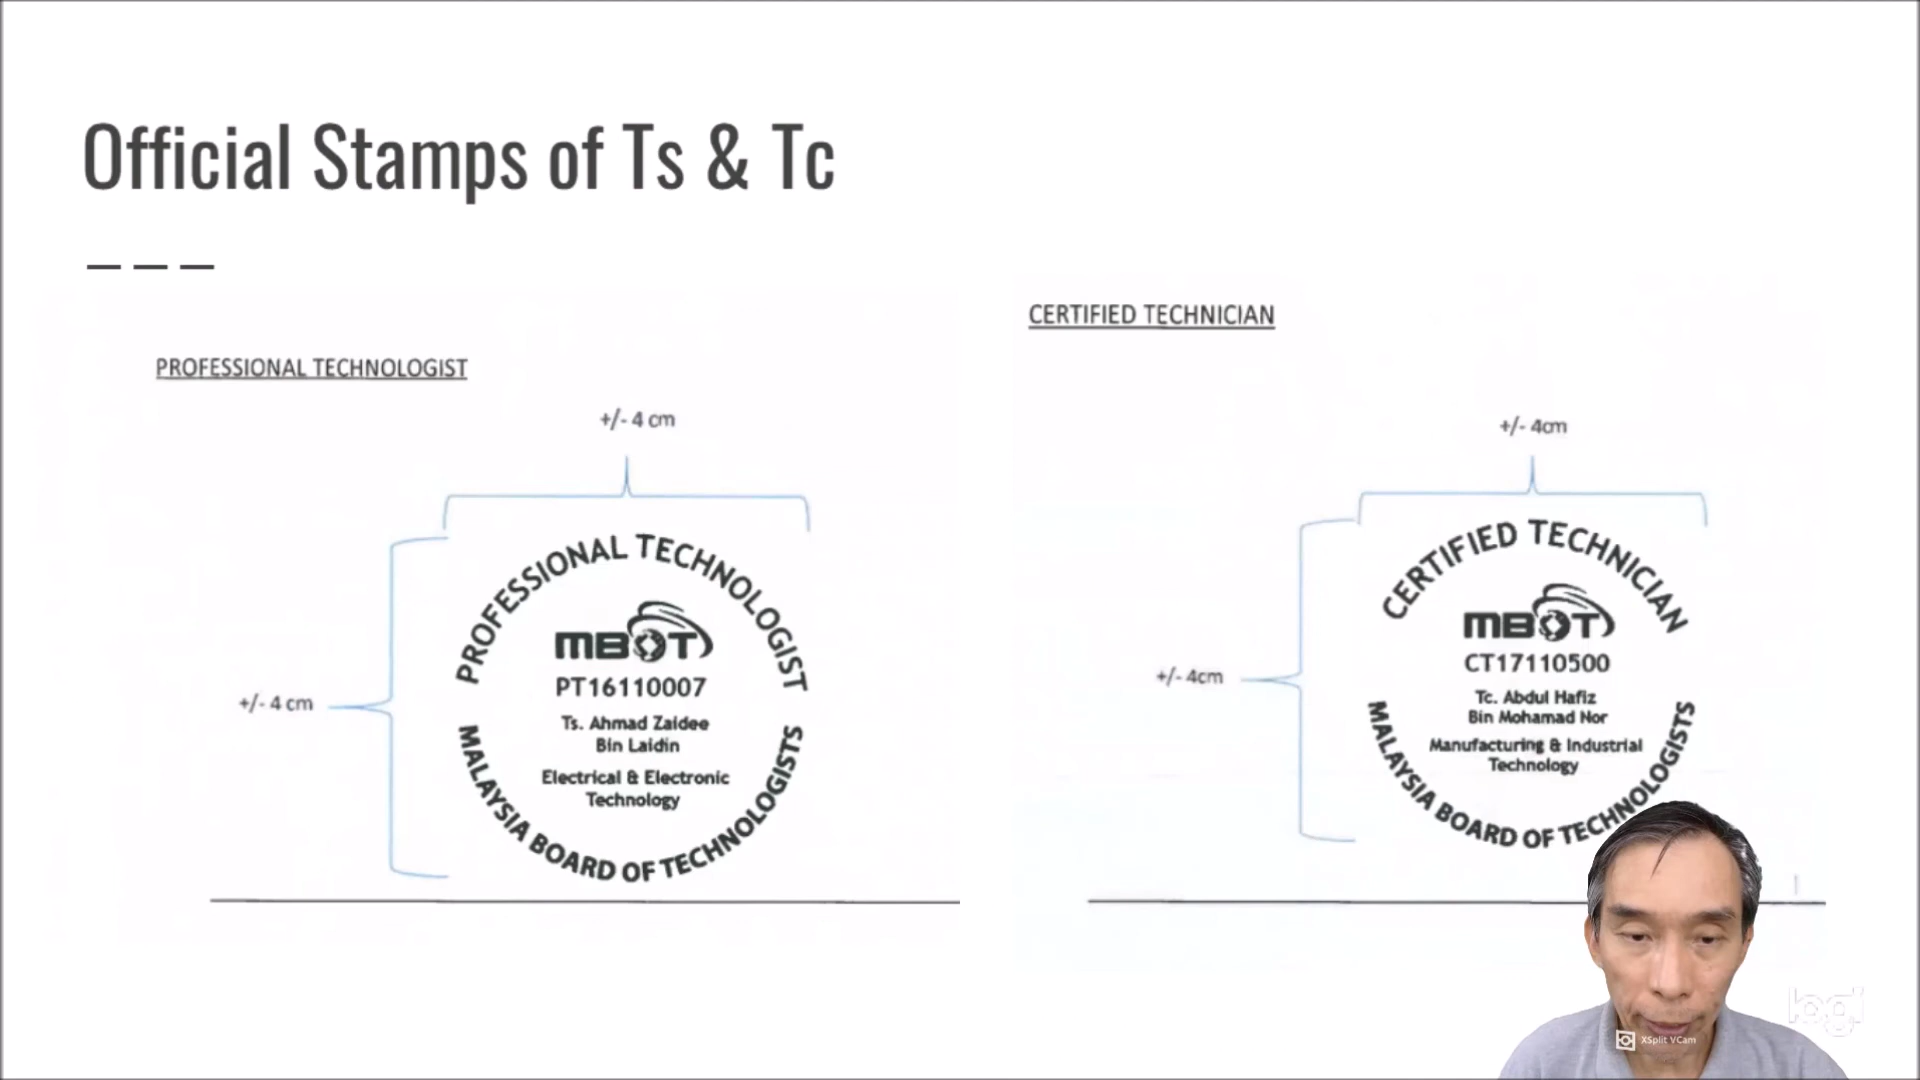 Official Stamps of Ts & Tc
PROFESSIONAL TECHNOLOGIST
+/- 4 cm
+/- 4 cm
PROFESSIONAL TECHNOLOGIST
MBOT
PT16110007
Ts. Ahmad Zaidee
Bin Laidin
Electrical & Electronic
Technology
MALAYSIA BOARD OF TECHNOLOGISTS
CERTIFIED TECHNICIAN
+/- 4cm
+/- 4cm
CERTIFIED TECHNICIAN
MBOT
CT17110500
Tc. Abdul Hafiz
Bin Mohamad Nor
Manufacturing & Industrial
Technology
MALAYSIA BOARD OF TECHNOLOGISTS
logi
XSplit VCam